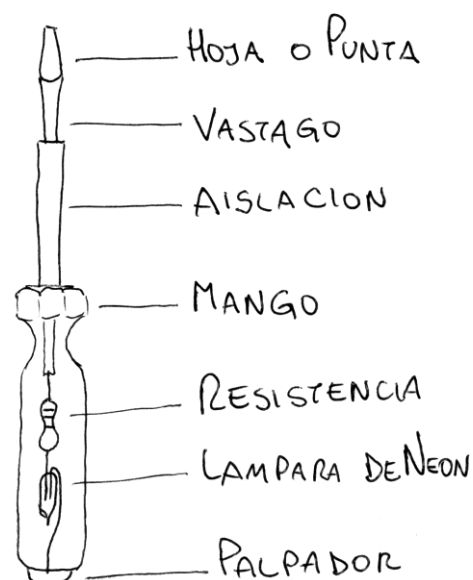 HOJA O PUNTA
VASTAGO
AISLACION
MANGO
RESISTENCIA
LAMPARA DE NEON
PALPADOR